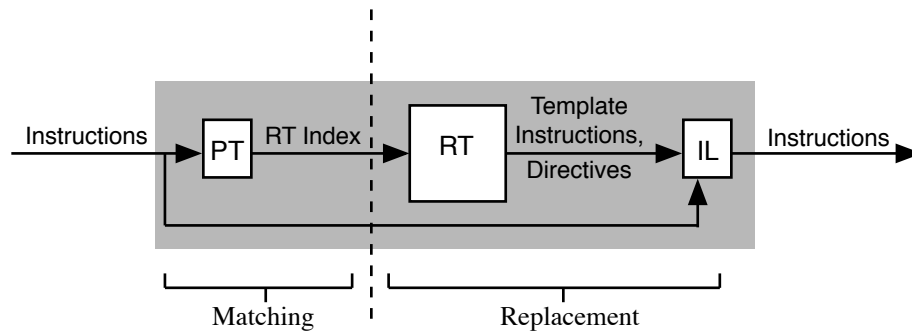 Instructions
PT
RT Index
RT
Template
Instructions,
Directives
IL
Instructions
Matching
Replacement